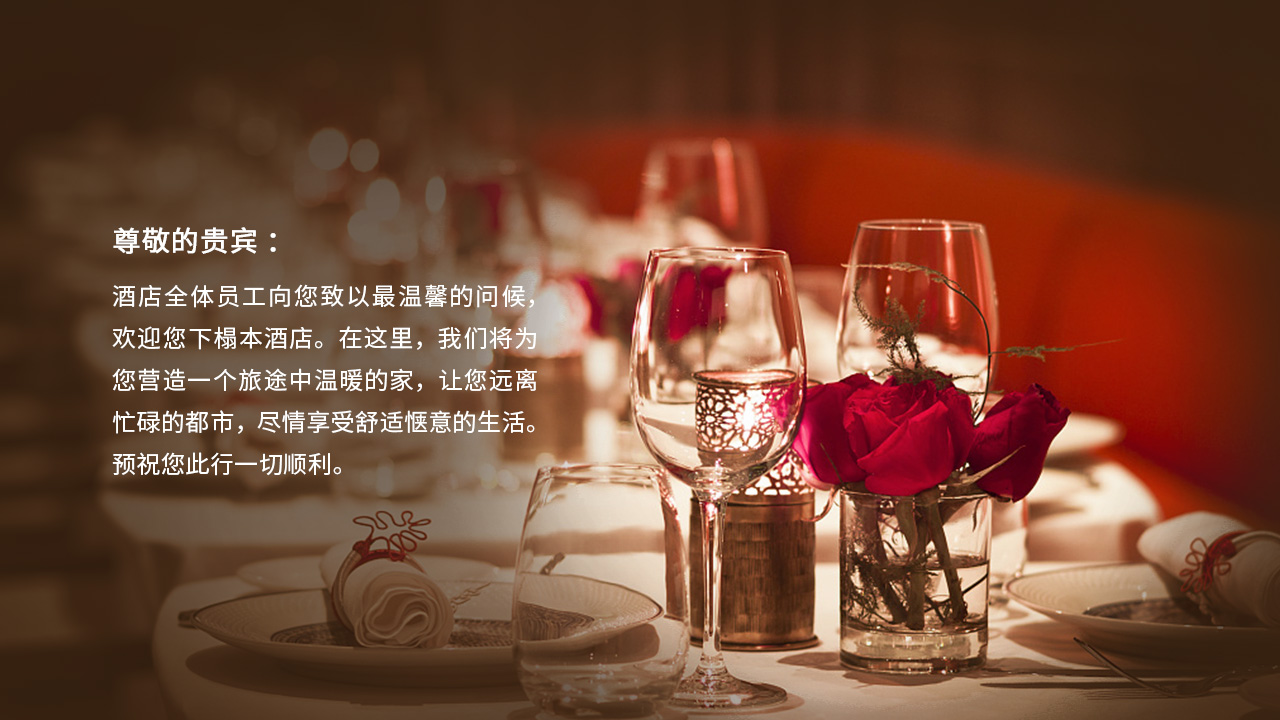 尊敬的贵宾：
酒店全体员工向您致以最温馨的问候，
欢迎您下榻本酒店。在这里，我们将为
您营造一个旅途中温暖的家，让您远离
忙碌的都市，尽情享受舒适惬意的生活。
预祝您此行一切顺利。